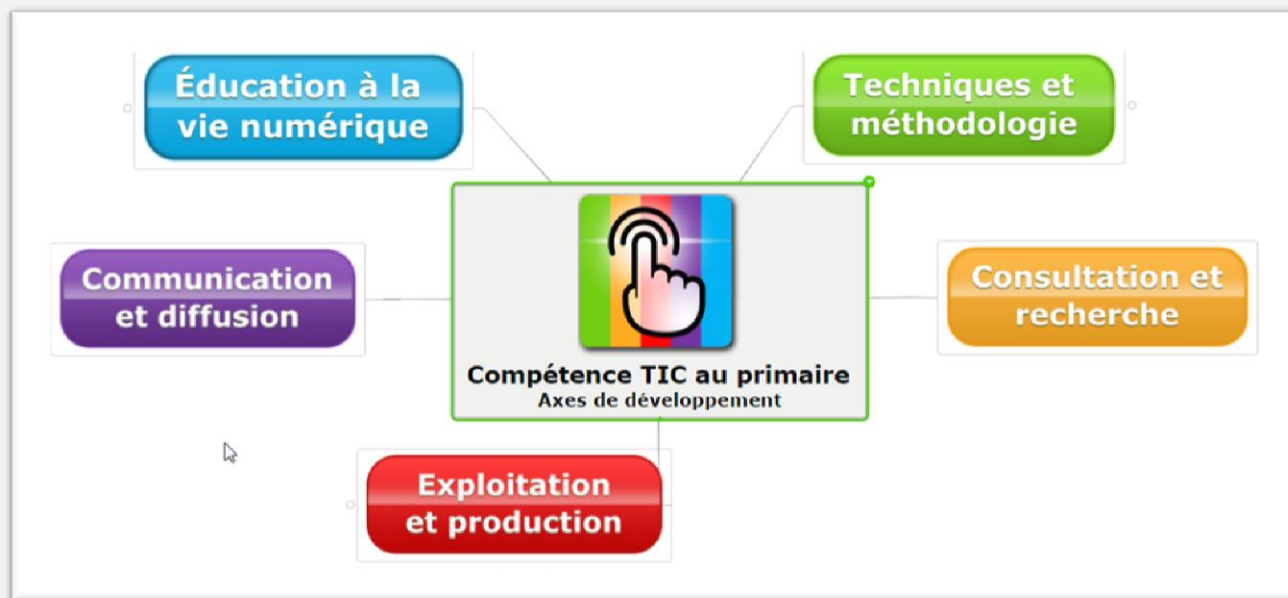 Éducation à la
vie numérique
Techniques et
méthodologie
Communication
et diffusion
Consultation et
recherche
Compétence TIC au primaire
Axes de développement
Exploitation
et production